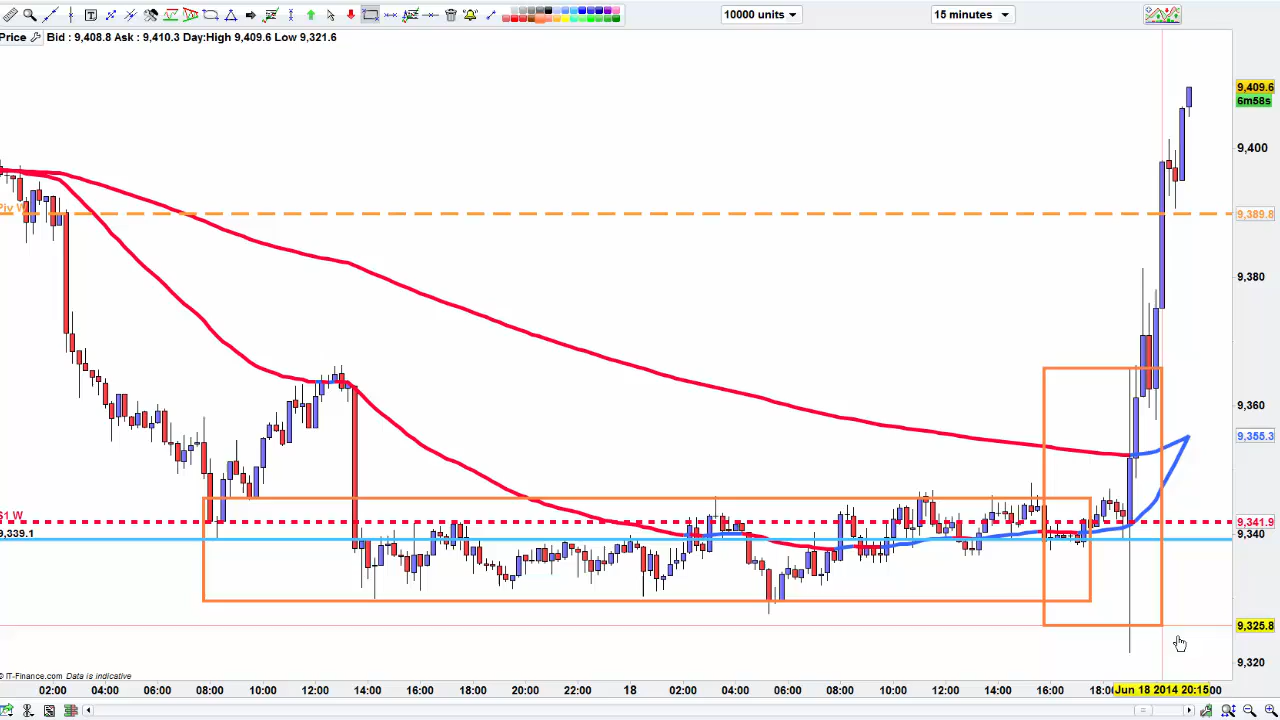 10000 units
15 minutes
Price Bid : 9,408.8 Ask : 9,410.3 Day:High 9,409.6 Low 9,321.6
9,409.6
6m58s
9,400
Piv W
9,389.8
9,380
9,360
9,355.3
S1 W
9,341.9
9,339.1
9,340
9,325.8
9,320
© IT-Finance.com Data is indicative
02:00 04:00 06:00 08:00 10:00 12:00 14:00 16:00 18:00 20:00 22:00 18 02:00 04:00 06:00 08:00 10:00 12:00 14:00 16:00 18:00 Jun 18 2014 20:15